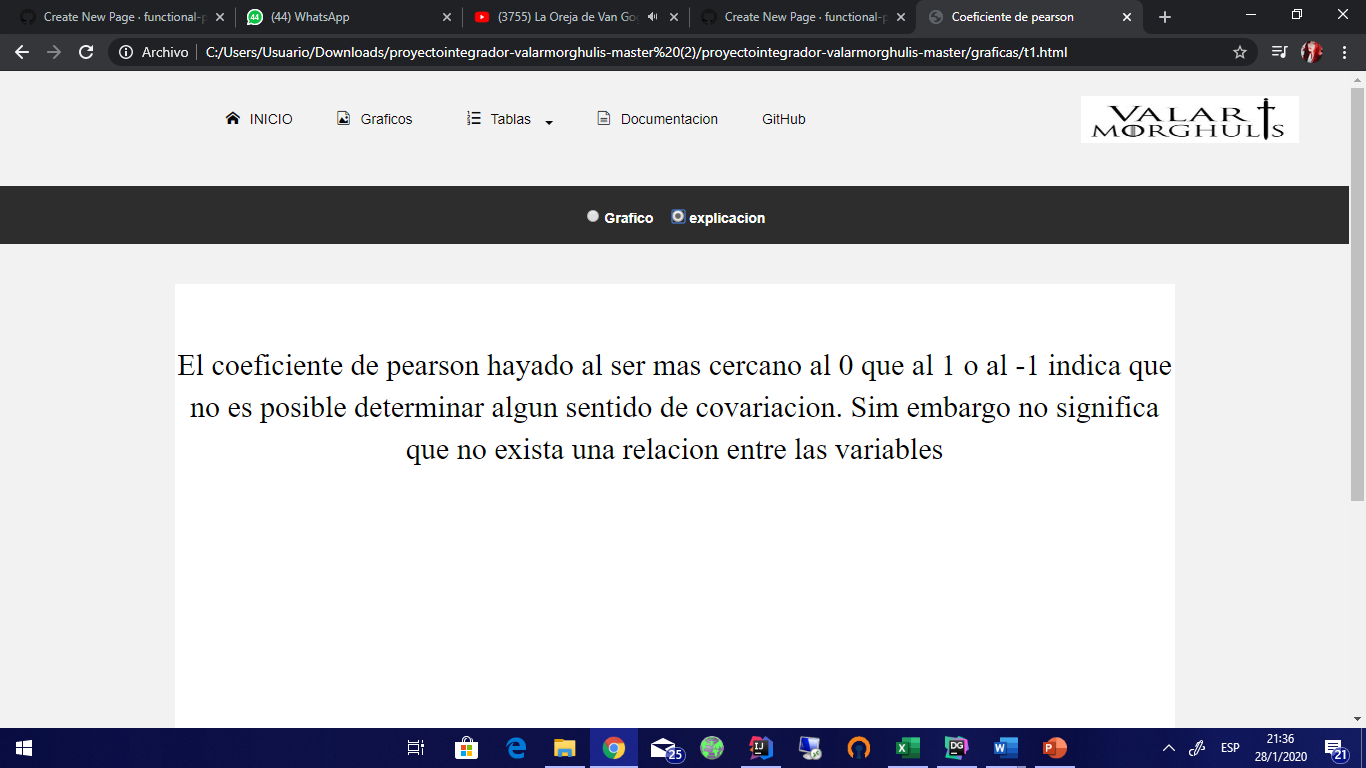 Create New Page · functional-p
(44) WhatsApp
(3755) La Oreja de Van Go
Create New Page · functional-p
Coeficiente de pearson
Archivo
C:/Users/Usuario/Downloads/proyectointegrador-valarmorghulis-master%20(2)/proyectointegrador-valarmorghulis-master/graficas/t1.html
INICIO
Graficos
Tablas
Documentacion
GitHub
VALAR
MORGHULIS
Grafico
explicacion
El coeficiente de pearson hayado al ser mas cercano al 0 que al 1 o al -1 indica que
no es posible determinar algun sentido de covariacion. Sim embargo no significa
que no exista una relacion entre las variables
25
ESP
21:36
28/1/2020
21